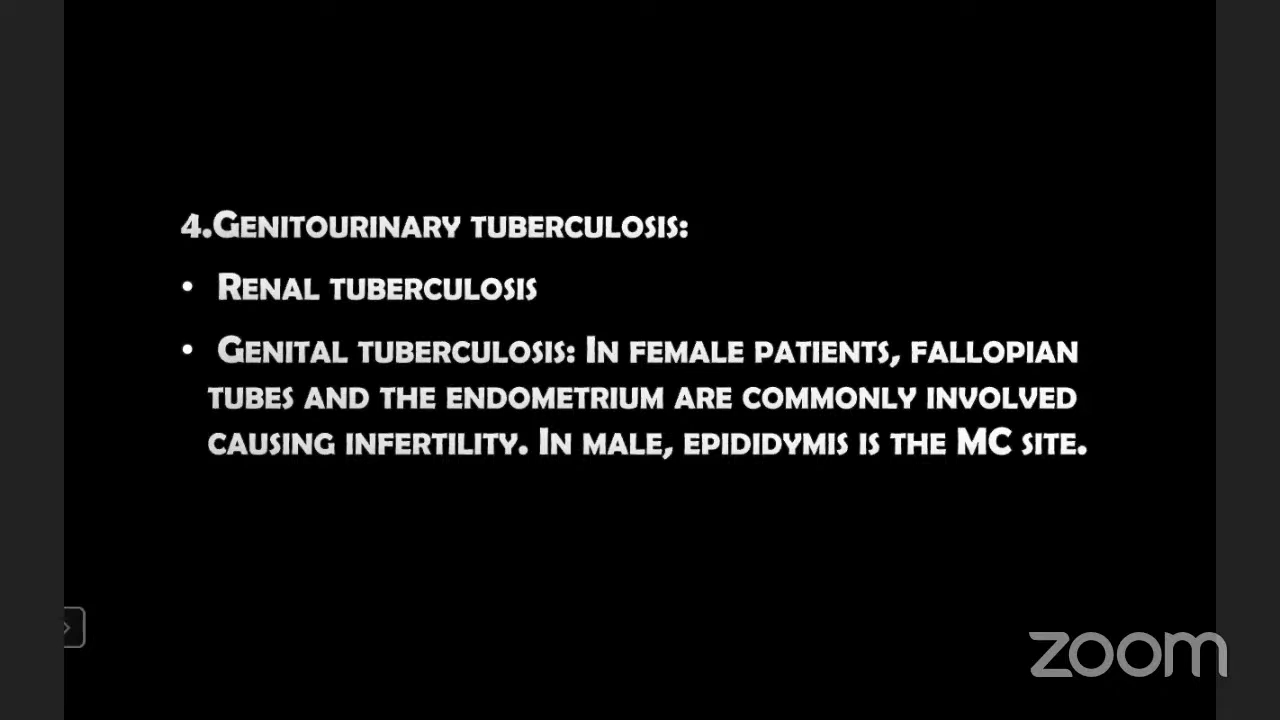 4.Genitourinary tuberculosis:
• Renal tuberculosis
• Genital tuberculosis: In female patients, fallopian
tubes and the endometrium are commonly involved
causing infertility. In male, epididymis is the MC site.
zoom